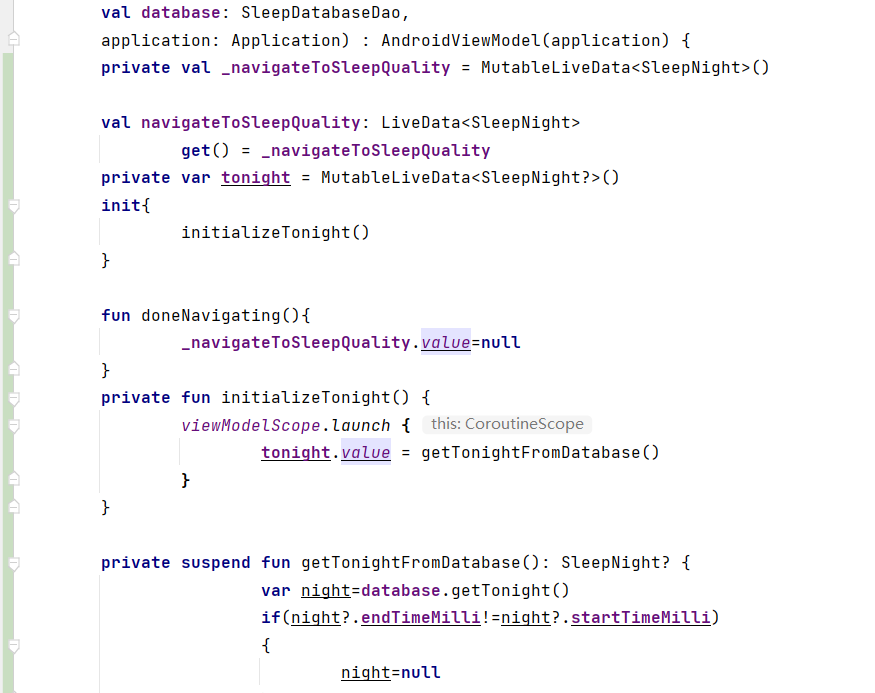 val database: SleepDatabaseDao,
application: Application) : AndroidViewModel(application) {
private val _navigateToSleepQuality = MutableLiveData<SleepNight>()
val navigateToSleepQuality: LiveData<SleepNight>
get() = _navigateToSleepQuality
private var tonight = MutableLiveData<SleepNight?>()
init{
initializeTonight()
}
fun doneNavigating(){
_navigateToSleepQuality.value=null
}
private fun initializeTonight() {
viewModelScope.launch { this: CoroutineScope
tonight.value = getTonightFromDatabase()
}
}
private suspend fun getTonightFromDatabase(): SleepNight? {
var night=database.getTonight()
if(night?.endTimeMilli!=night?.startTimeMilli)
{
night=null